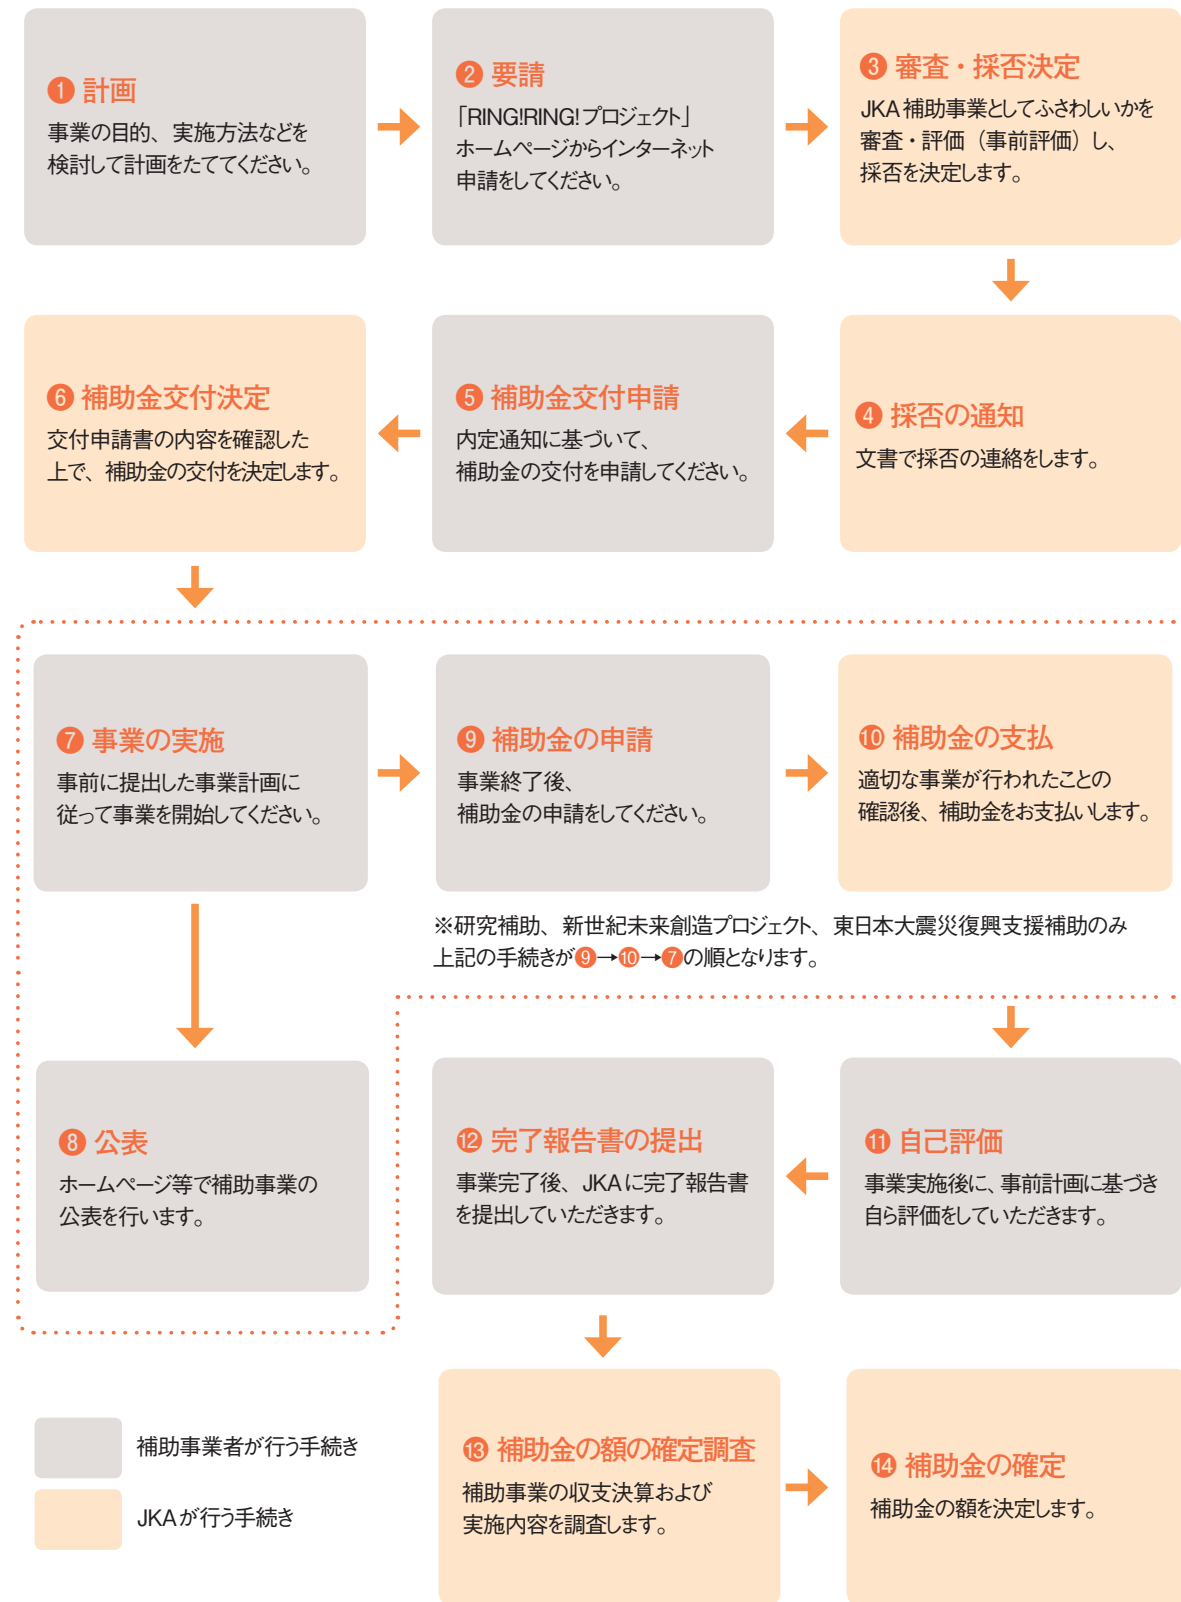 ❶ 計画
事業の目的、実施方法などを
検討して計画をたててください。
❷ 要請
「RING!RING!プロジェクト」
ホームページからインターネット
申請をしてください。
❸ 審査・採否決定
JKA補助事業としてふさわしいかを
審査・評価（事前評価）し、
採否を決定します。
❹ 採否の通知
文書で採否の連絡をします。
❺ 補助金交付申請
内定通知に基づいて、
補助金の交付を申請してください。
❻ 補助金交付決定
交付申請書の内容を確認した
上で、補助金の交付を決定します。
❼ 事業の実施
事前に提出した事業計画に
従って事業を開始してください。
❾ 補助金の申請
事業終了後、
補助金の申請をしてください。
❿ 補助金の支払
適切な事業が行われたことの
確認後、補助金をお支払いします。
※研究補助、新世紀未来創造プロジェクト、東日本大震災復興支援補助のみ
上記の手続きが❾→❿→❼の順となります。
❽ 公表
ホームページ等で補助事業の
公表を行います。
⓫ 自己評価
事業実施後に、事前計画に基づき
自ら評価をしていただきます。
⓬ 完了報告書の提出
事業完了後、JKAに完了報告書
を提出していただきます。
⓭ 補助金の額の確定調査
補助事業の収支決算および
実施内容を調査します。
⓮ 補助金の確定
補助金の額を決定します。
補助事業者が行う手続き
JKAが行う手続き